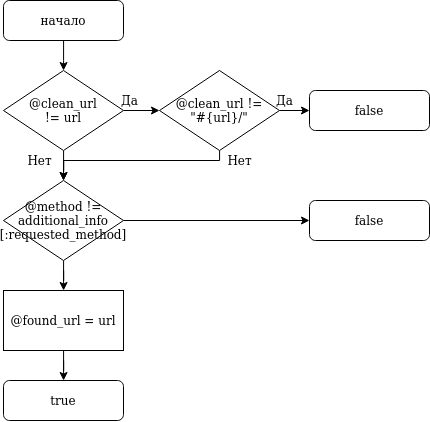 начало
@clean_url
!= url
Да
@clean_url !=
"#{url}/"
Да
false
Нет
Нет
@method !=
additional_info
[:requested_method]
false
@found_url = url
true